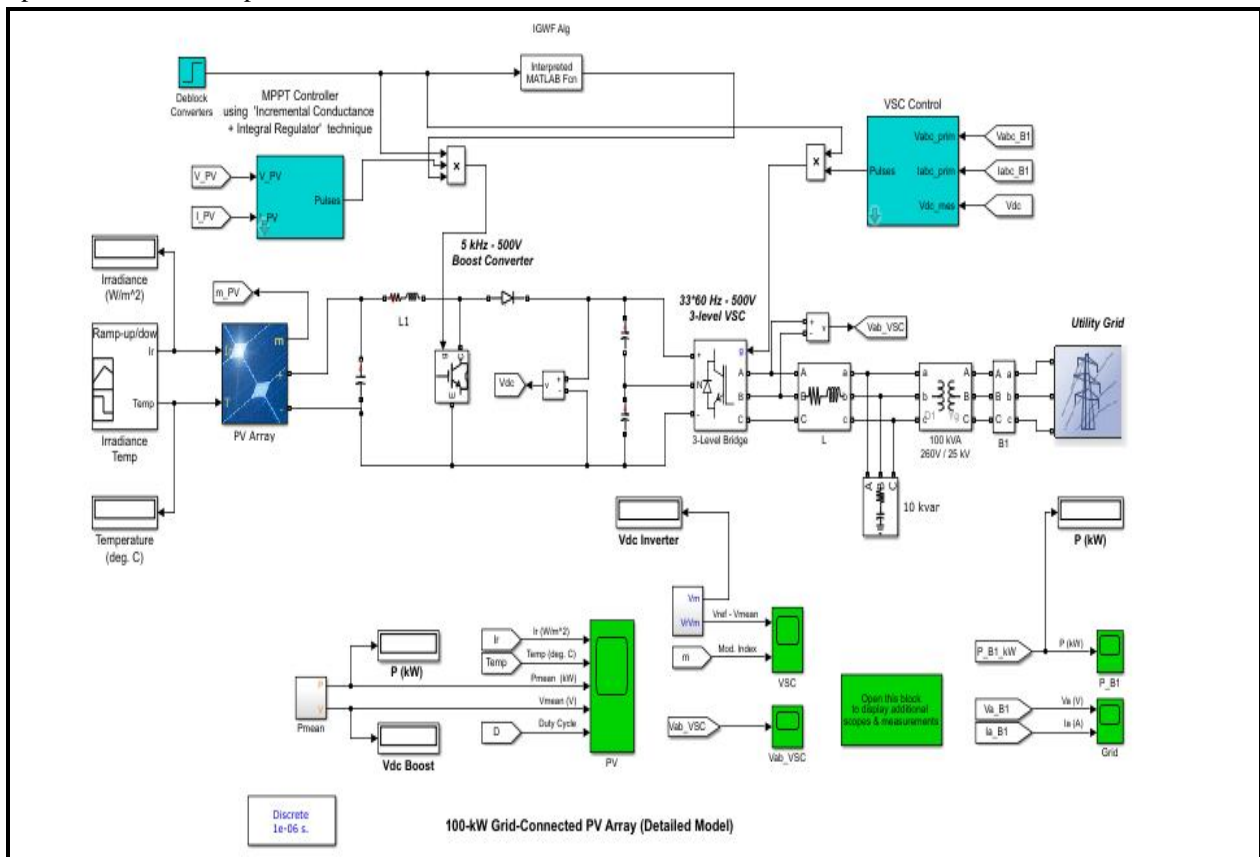 IGWF Alg
Interpreted
MATLAB Fcn
Deblock
Converters
MPPT Controller
using 'Incremental Conductance
+ Integral Regulator' technique
VSC Control
V_PV
V_PV
Pulses
I_PV
x
x
Pulses
Vabc_prim
Vabc_B1
Iabc_prim
Iabc_B1
Vdc_mes
Vdc
5 kHz - 500V
Boost Converter
Irradiance
(W/m^2)
m_PV
L1
33*60 Hz - 500V
3-level VSC
Vab_VSC
Utility Grid
Ramp-up/dow
Ir
Temp
Irradiance
Temp
m
T
PV Array
g
C
E
Vdc
v
+
-
+
N
-
g
A
B
C
3-Level Bridge
+
-
v
A
B
C
a
b
c
L
a
b
c
A
B
C
D1
Yg
100 kVA
260V / 25 kV
A
B
C
a
b
c
B1
A
B
C
10 kvar
Temperature
(deg. C)
Vdc Inverter
P (kW)
Vm
VrVm
Vref - Vmean
m
Mod. Index
VSC
P (kW)
Ir
Ir (W/m^2)
Temp
Temp (deg. C)
Pmean (kW)
Vmean (V)
D
Duty Cycle
PV
P
V
Pmean
Vdc Boost
Vab_VSC
Vab_VSC
Open this block
to display additional
scopes & measurements
P_B1_kW
P (kW)
P_B1
Va_B1
Va (V)
Ia_B1
Ia (A)
Grid
Discrete
1e-06 s.
100-kW Grid-Connected PV Array (Detailed Model)